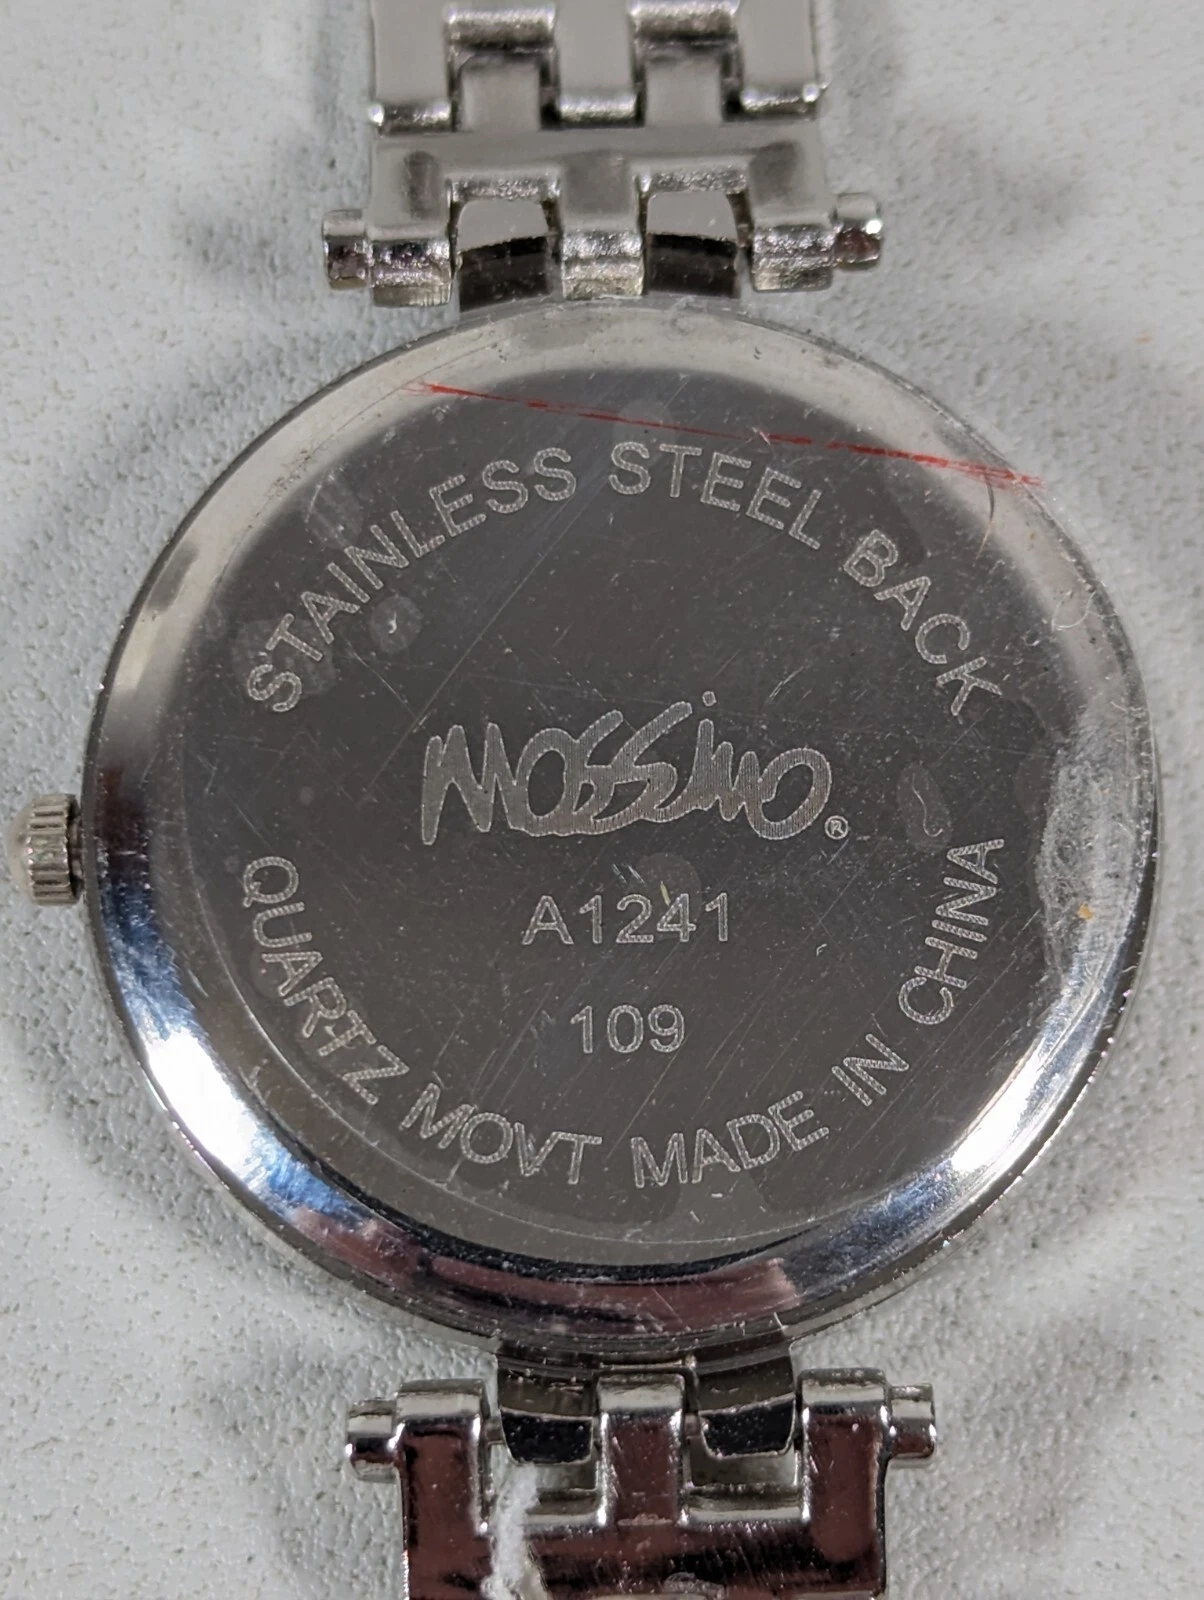 STAINLESS STEEL BACK
Mossimo®
A1241
109
QUARTZ MOVT MADE IN CHINA